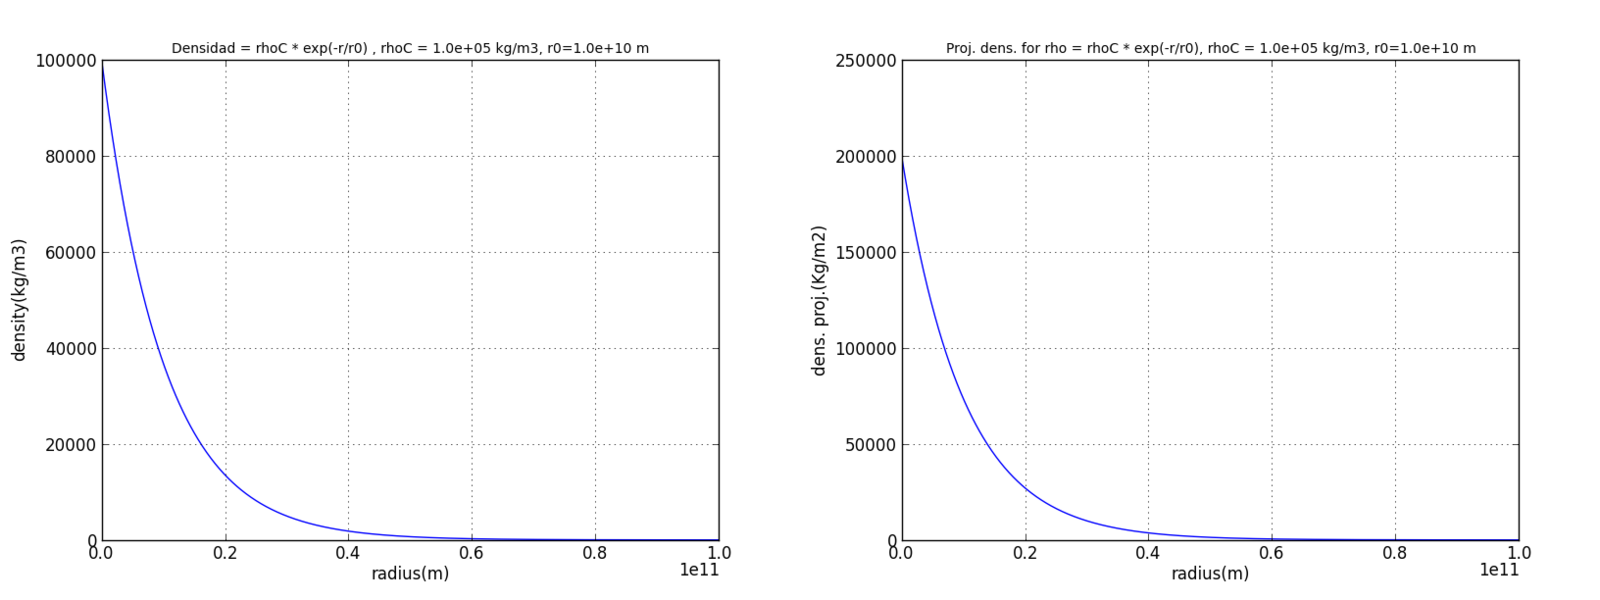 Densidad = rhoC * exp(-r/r0) , rhoC = 1.0e+05 kg/m3, r0=1.0e+10 m
100000
80000
60000
40000
20000
0
density(kg/m3)
0.0 0.2 0.4 0.6 0.8 1.0
1e11
radius(m)
Proj. dens. for rho = rhoC * exp(-r/r0), rhoC = 1.0e+05 kg/m3, r0=1.0e+10 m
250000
200000
150000
100000
50000
0
dens. proj.(Kg/m2)
0.0 0.2 0.4 0.6 0.8 1.0
1e11
radius(m)